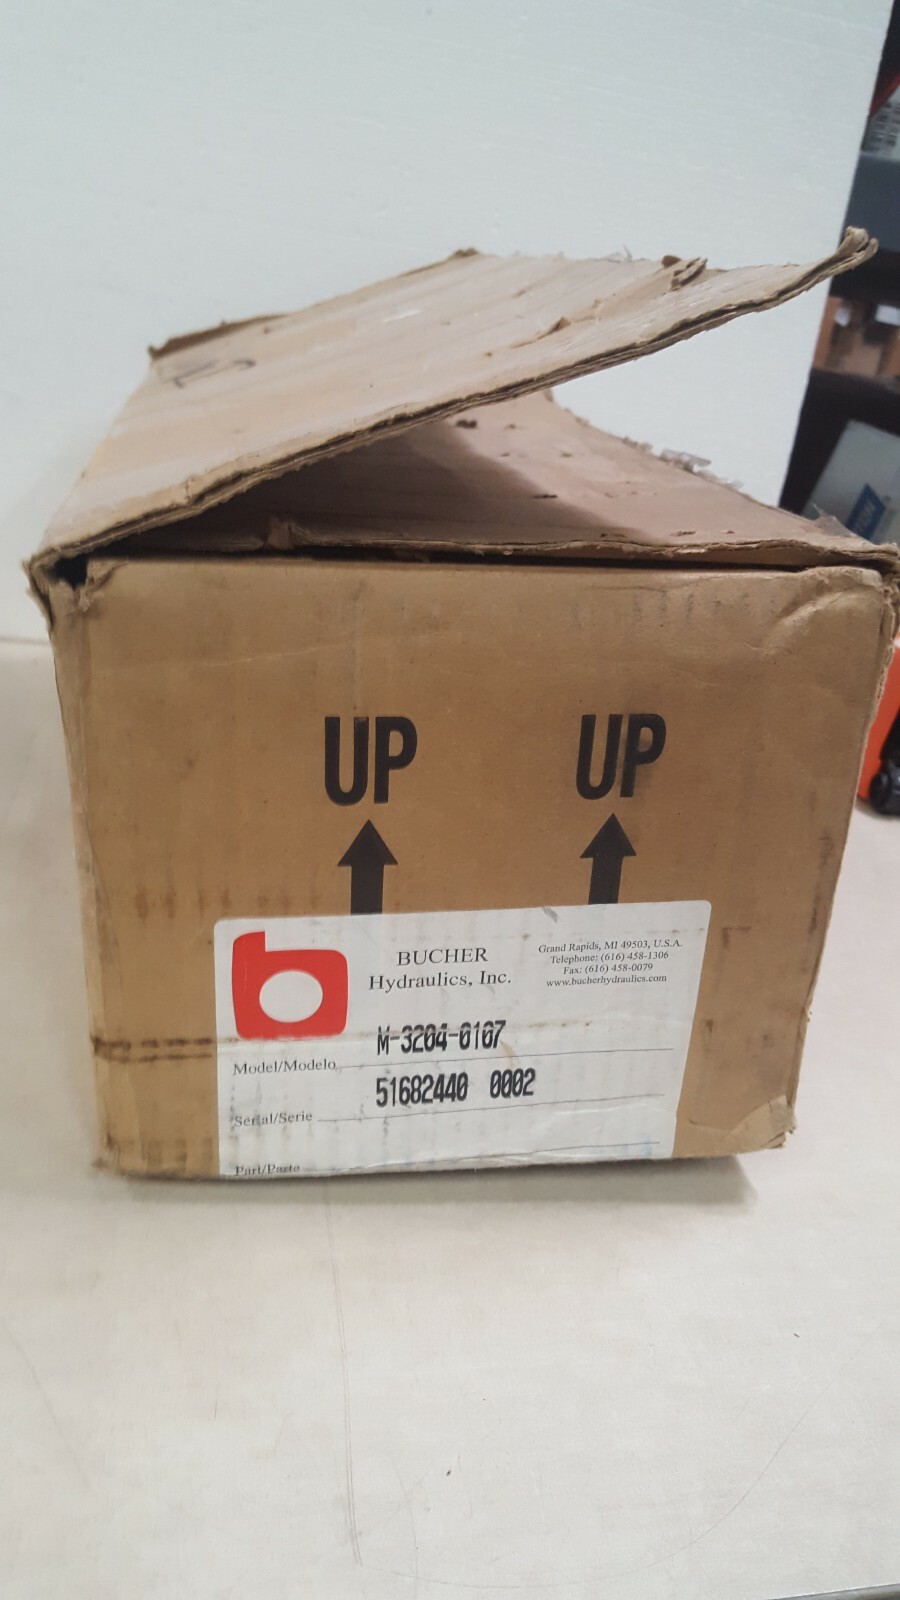 UP UP
BUCHER
Hydraulics, Inc.
Grand Rapids, MI 49503, U.S.A.
Telephone: (616) 458-1306
Fax: (616) 458-0079
www.bucherhydraulics.com
Model/Modelo M-3204-0107
Serial/Serie 51682440 0002
Part/Parte